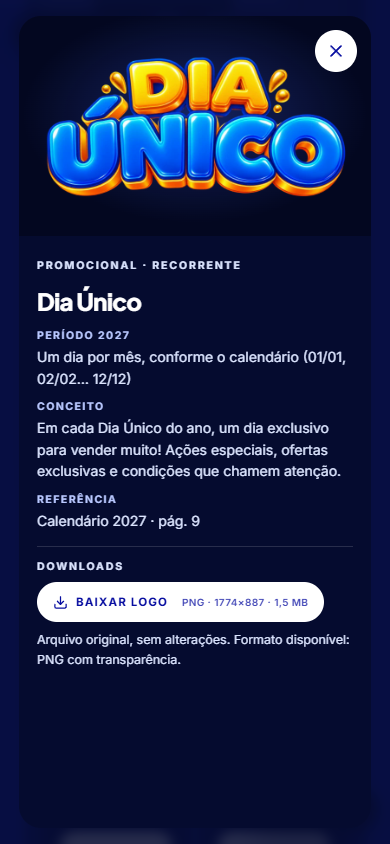 DIA
ÚNICO
PROMOCIONAL · RECORRENTE
Dia Único
PERÍODO 2027
Um dia por mês, conforme o calendário (01/01,
02/02... 12/12)
CONCEITO
Em cada Dia Único do ano, um dia exclusivo
para vender muito! Ações especiais, ofertas
exclusivas e condições que chamem atenção.
REFERÊNCIA
Calendário 2027 · pág. 9
DOWNLOADS
BAIXAR LOGO PNG · 1774×887 · 1,5 MB
Arquivo original, sem alterações. Formato disponível:
PNG com transparência.